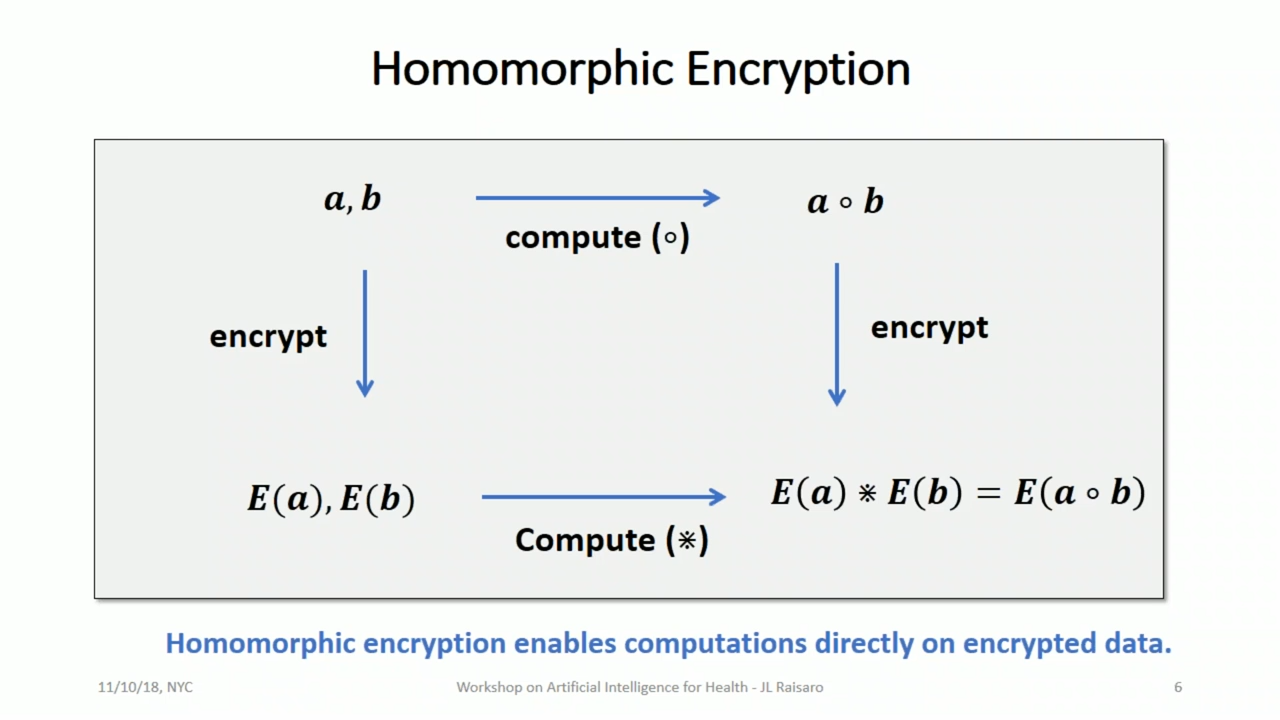 Homomorphic Encryption
a, b
a ∘ b
compute (∘)
encrypt
encrypt
E(a), E(b)
E(a) ⋇ E(b) = E(a ∘ b)
Compute (⋇)
Homomorphic encryption enables computations directly on encrypted data.
11/10/18, NYC
Workshop on Artificial Intelligence for Health - JL Raisaro
6